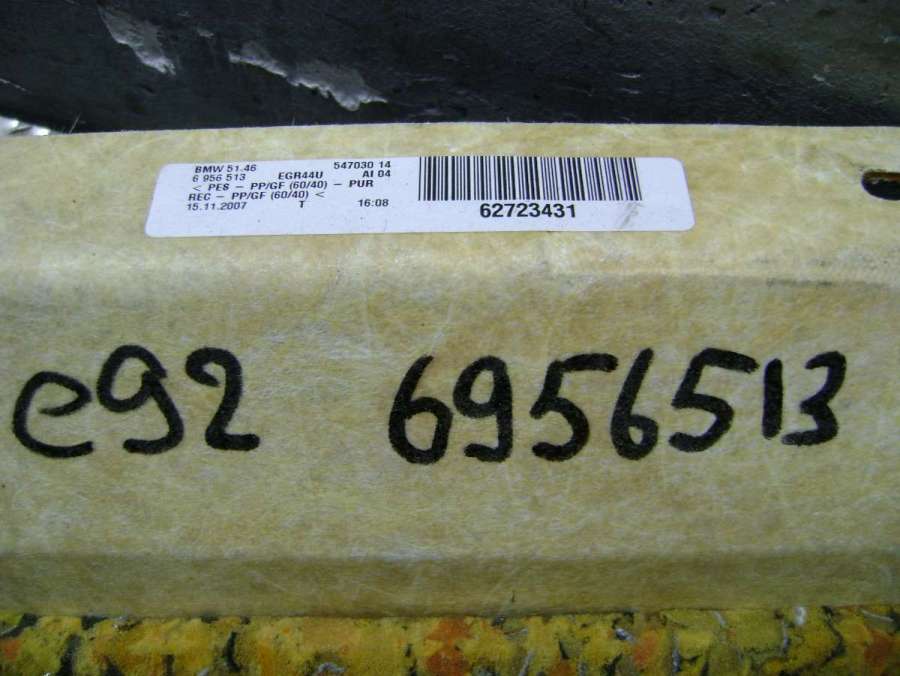 BMW 51.46 547030 14
6 956 513 EGR44U AI 04
< PES - PP/GF (60/40) - PUR
REC - PP/GF (60/40) <
15.11.2007 T 16:08
62723431
e92 6956513